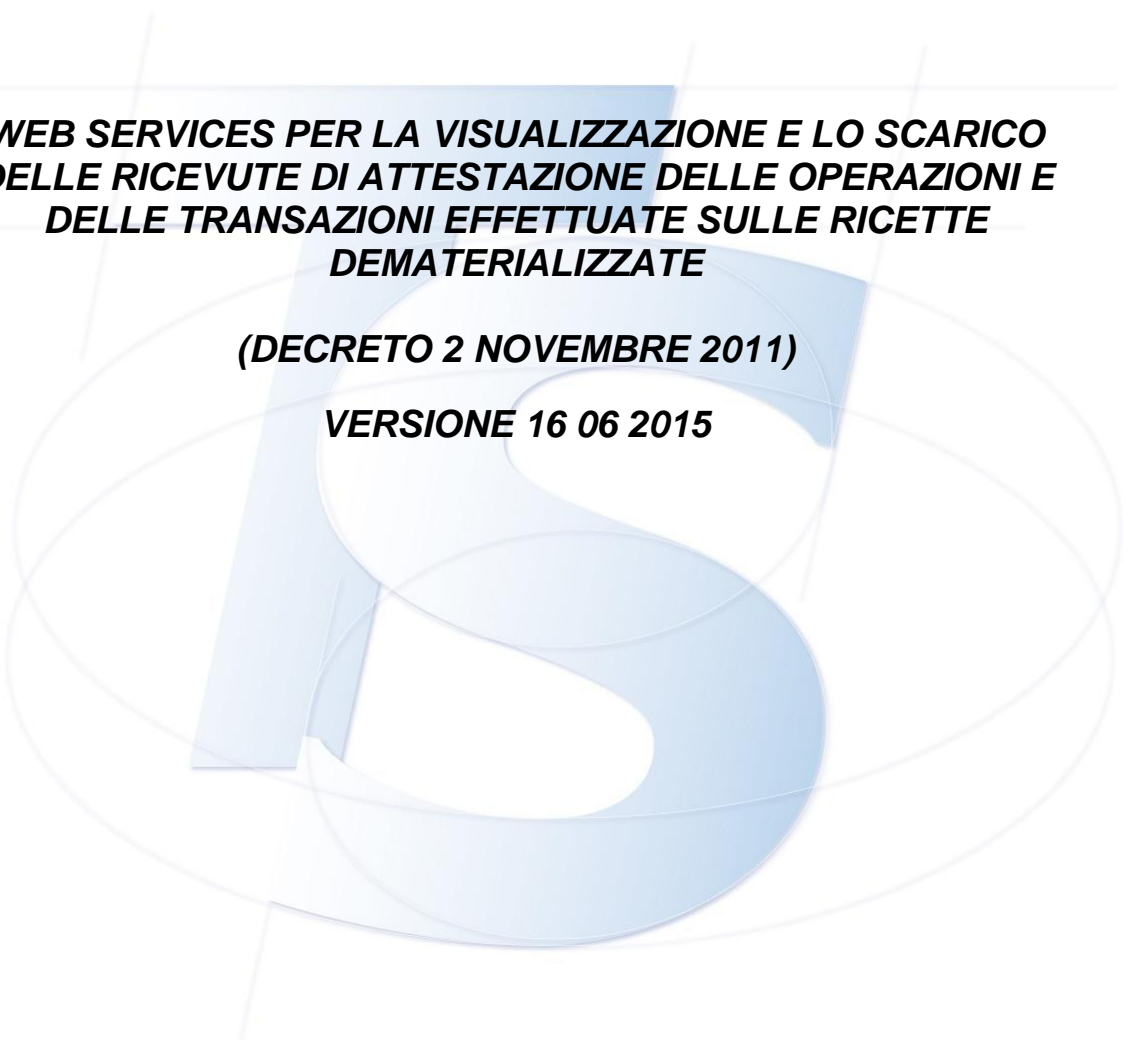 WEB SERVICES PER LA VISUALIZZAZIONE E LO SCARICO
DELLE RICEVUTE DI ATTESTAZIONE DELLE OPERAZIONI E
DELLE TRANSAZIONI EFFETTUATE SULLE RICETTE
DEMATERIALIZZATE
(DECRETO 2 NOVEMBRE 2011)
VERSIONE 16 06 2015